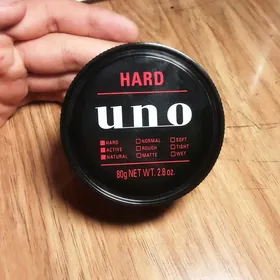 HARD
uno
HARD NORMAL SOFT
ACTIVE ROUGH TIGHT
NATURAL MATTE WET
80g NET WT. 2.8 oz.